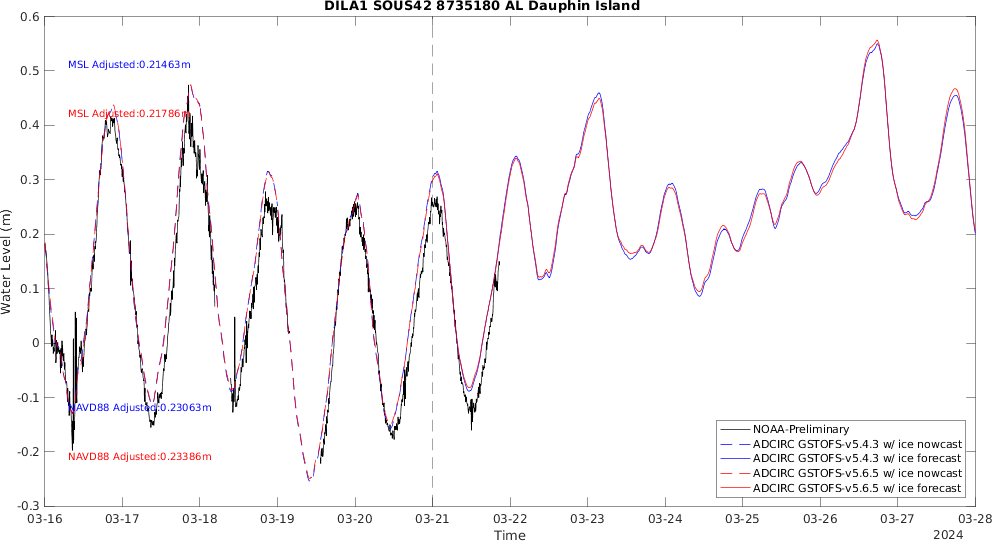 DILA1 SOUS42 8735180 AL Dauphin Island
0.6
0.5
0.4
0.3
0.2
0.1
0
-0.1
-0.2
-0.3
Water Level (m)
MSL Adjusted:0.21463m
MSL Adjusted:0.21786m
NAVD88 Adjusted:0.23063m
NAVD88 Adjusted:0.23386m
NOAA-Preliminary
ADCIRC GSTOFS-v5.4.3 w/ ice nowcast
ADCIRC GSTOFS-v5.4.3 w/ ice forecast
ADCIRC GSTOFS-v5.6.5 w/ ice nowcast
ADCIRC GSTOFS-v5.6.5 w/ ice forecast
03-16 03-17 03-18 03-19 03-20 03-21 03-22 03-23 03-24 03-25 03-26 03-27 03-28
Time
2024